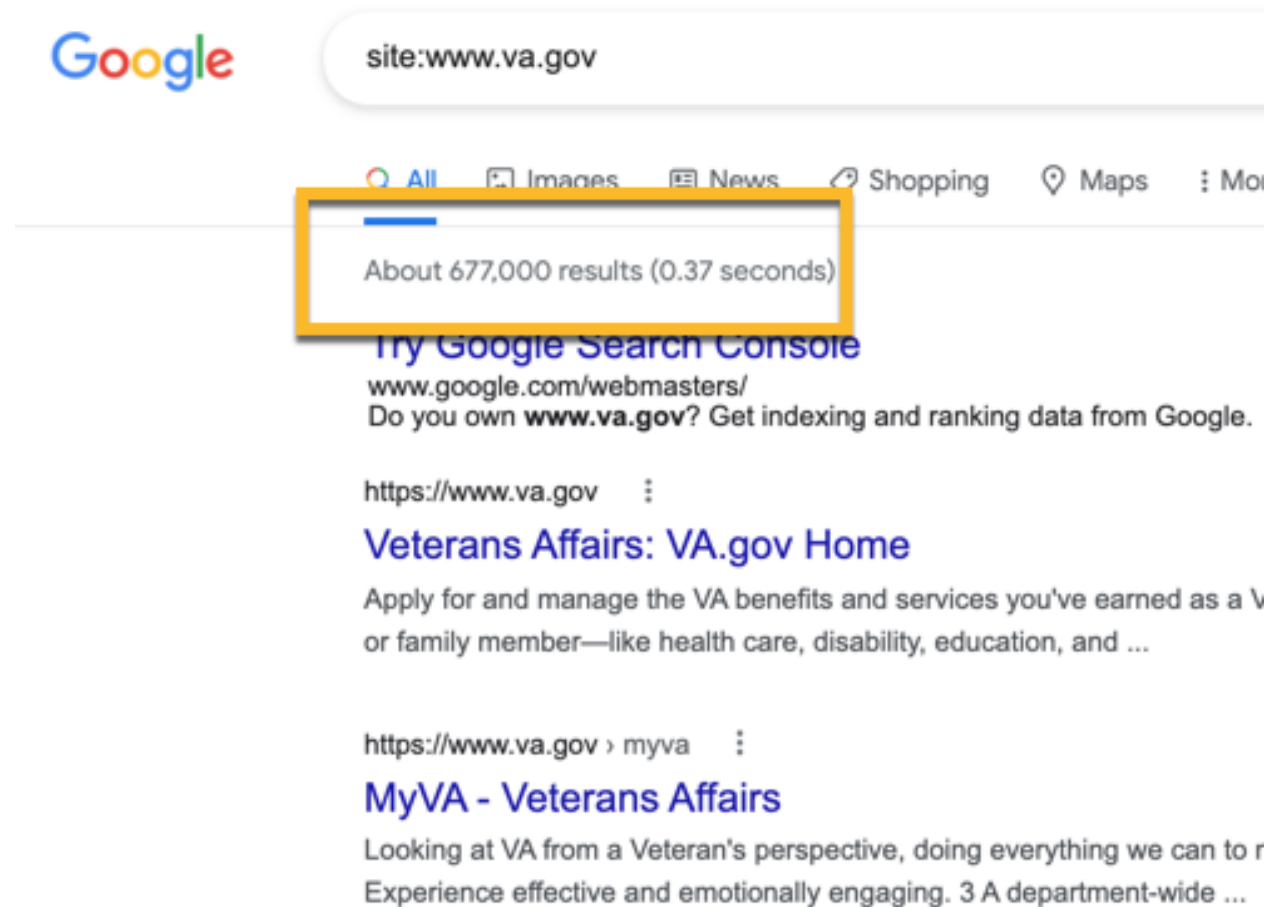 Google
site:www.va.gov
All Images News Shopping Maps
About 677,000 results (0.37 seconds)
Try Google Search Console
www.google.com/webmasters/
Do you own www.va.gov? Get indexing and ranking data from Google.
https://www.va.gov
Veterans Affairs: VA.gov Home
Apply for and manage the VA benefits and services you've earned as a
or family member—like health care, disability, education, and ...
https://www.va.gov › myva
MyVA - Veterans Affairs
Looking at VA from a Veteran's perspective, doing everything we can to
Experience effective and emotionally engaging. 3 A department-wide ...